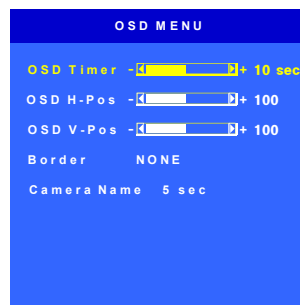 OSD MENU
OSD Timer - + 10 sec
OSD H-Pos - + 100
OSD V-Pos - + 100
Border NONE
Camera Name 5 sec